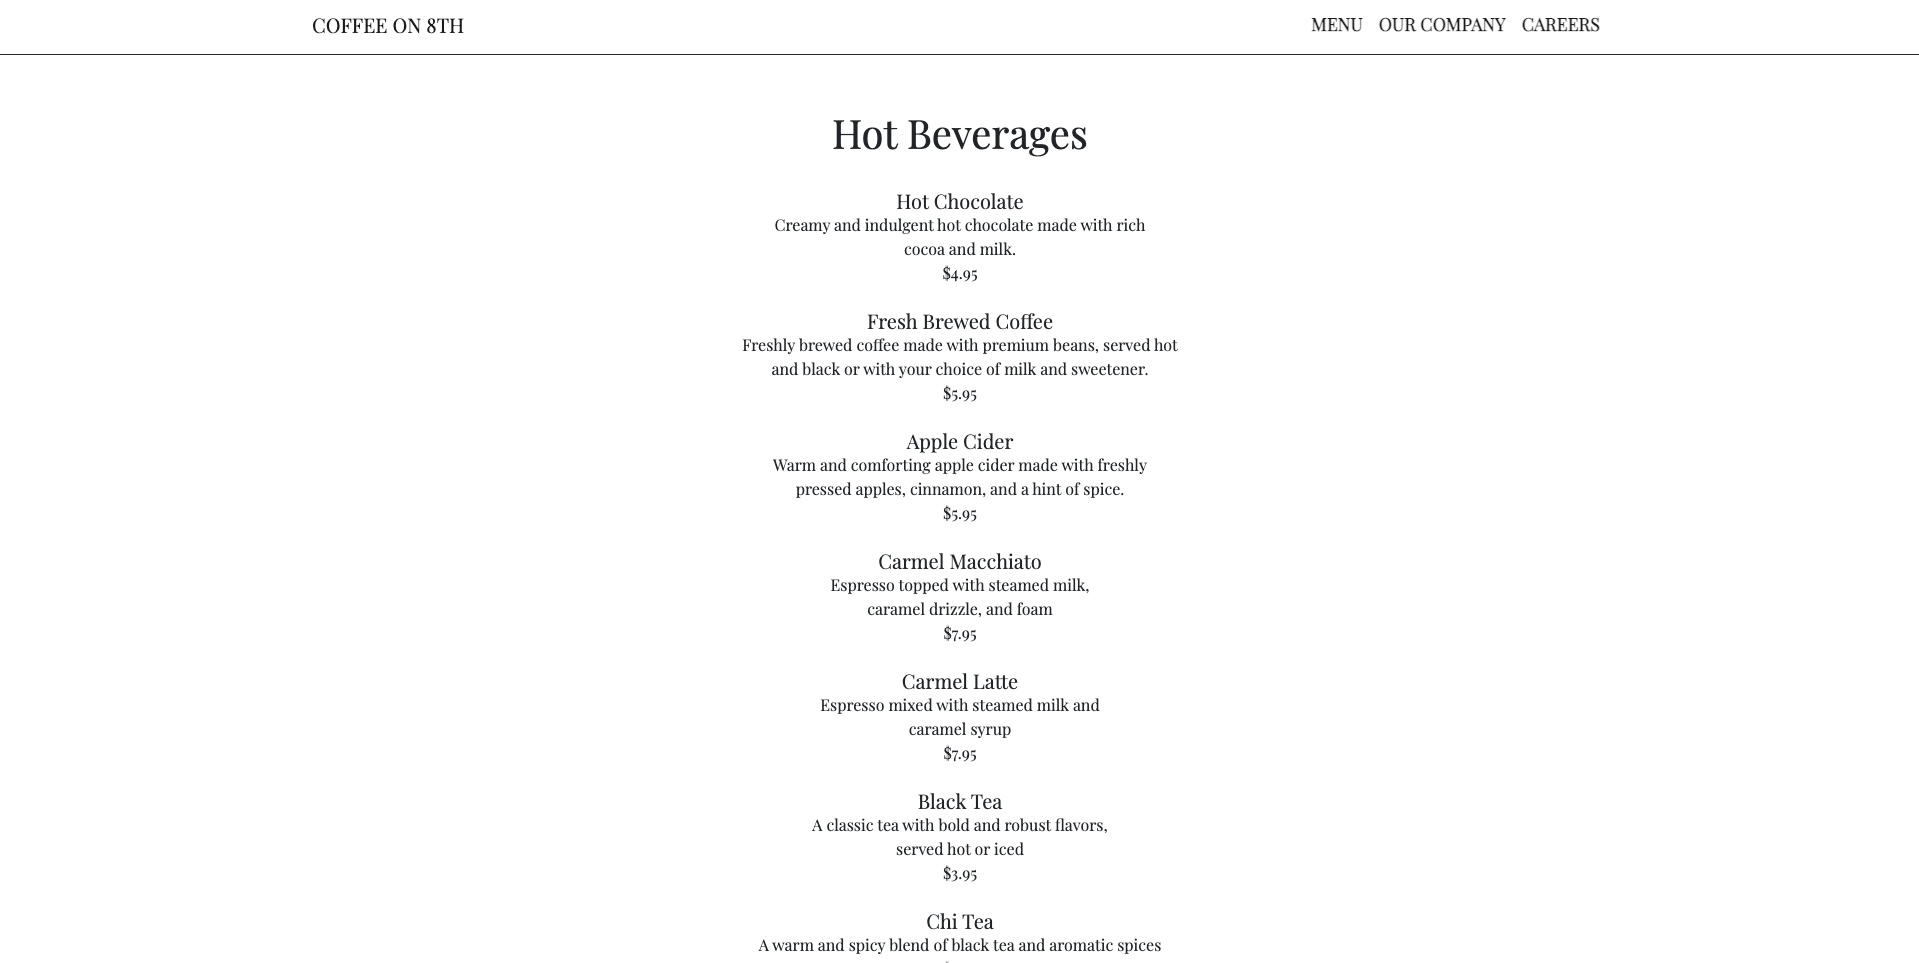 COFFEE ON 8TH
MENU OUR COMPANY CAREERS
Hot Beverages
Hot Chocolate
Creamy and indulgent hot chocolate made with rich
cocoa and milk.
$4.95
Fresh Brewed Coffee
Freshly brewed coffee made with premium beans, served hot
and black or with your choice of milk and sweetener.
$5.95
Apple Cider
Warm and comforting apple cider made with freshly
pressed apples, cinnamon, and a hint of spice.
$5.95
Carmel Macchiato
Espresso topped with steamed milk,
caramel drizzle, and foam
$7.95
Carmel Latte
Espresso mixed with steamed milk and
caramel syrup
$7.95
Black Tea
A classic tea with bold and robust flavors,
served hot or iced
$3.95
Chi Tea
A warm and spicy blend of black tea and aromatic spices